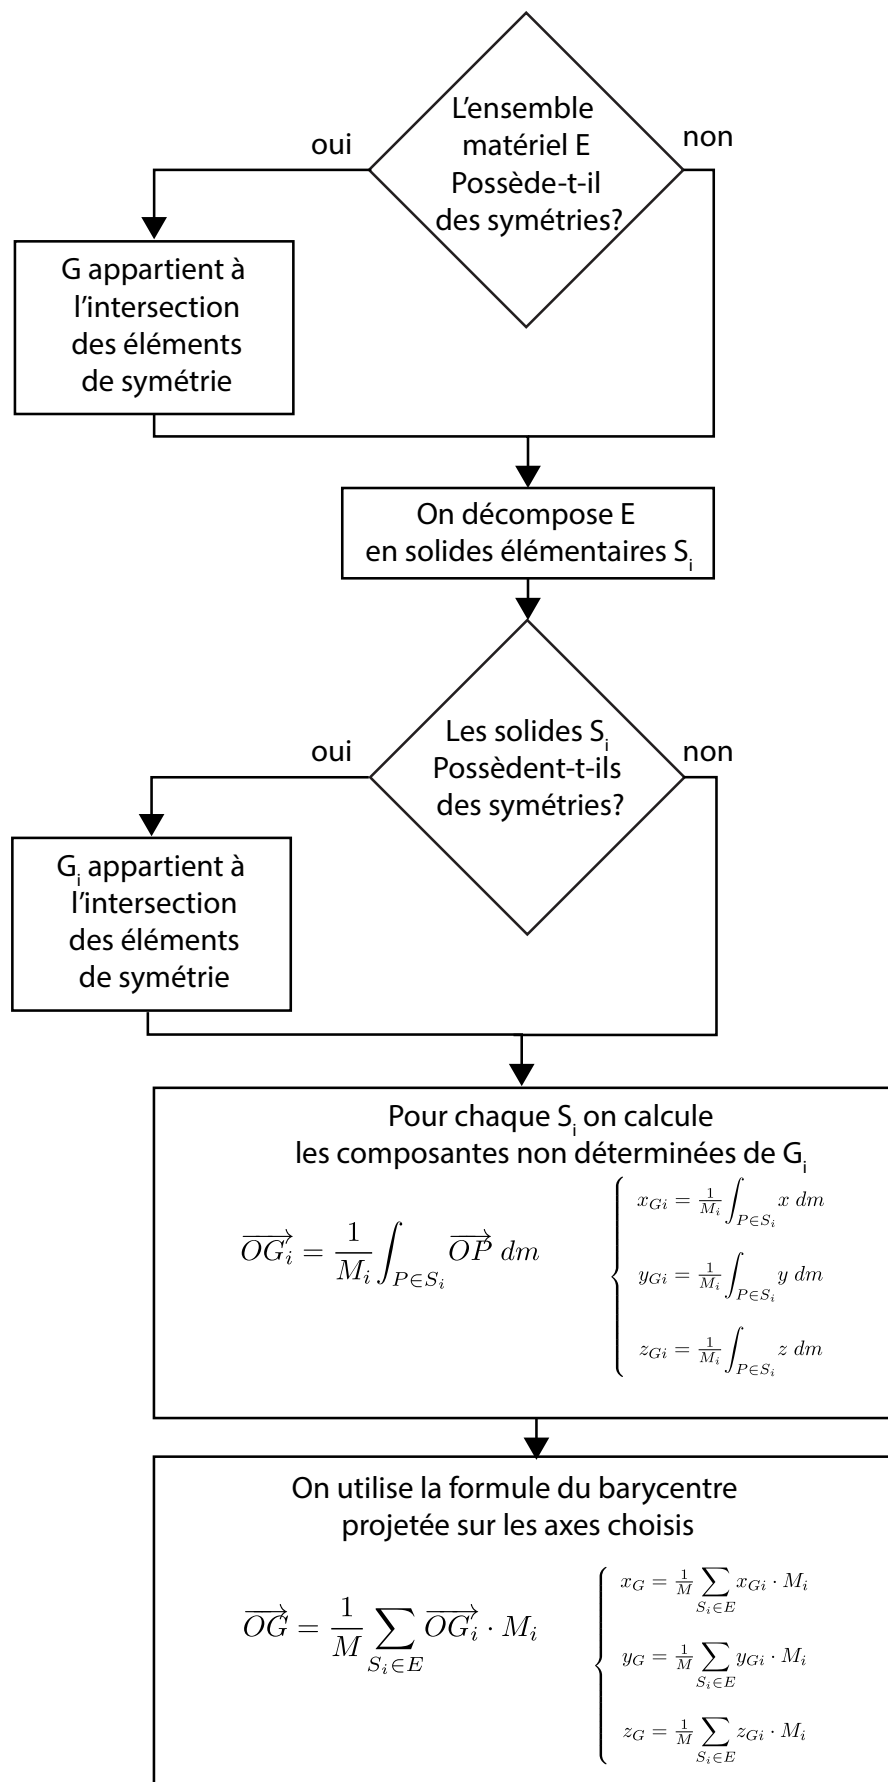 L'ensemble
matériel E
Possède-t-il
des symétries?
oui
non
G appartient à
l'intersection
des éléments
de symétrie
On décompose E
en solides élémentaires S_i
Les solides S_i
Possèdent-t-ils
des symétries?
oui
non
G_i appartient à
l'intersection
des éléments
de symétrie
Pour chaque S_i on calcule
les composantes non déterminées de G_i
$\overrightarrow{OG_i} = \frac{1}{M_i} \int_{P \in S_i} \overrightarrow{OP} \; dm$
$x_{Gi} = \frac{1}{M_i} \int_{P \in S_i} x \; dm$
$y_{Gi} = \frac{1}{M_i} \int_{P \in S_i} y \; dm$
$z_{Gi} = \frac{1}{M_i} \int_{P \in S_i} z \; dm$
On utilise la formule du barycentre
projetée sur les axes choisis
$\overrightarrow{OG} = \frac{1}{M} \sum_{S_i \in E} \overrightarrow{OG_i} \cdot M_i$
$x_G = \frac{1}{M} \sum_{S_i \in E} x_{Gi} \cdot M_i$
$y_G = \frac{1}{M} \sum_{S_i \in E} y_{Gi} \cdot M_i$
$z_G = \frac{1}{M} \sum_{S_i \in E} z_{Gi} \cdot M_i$